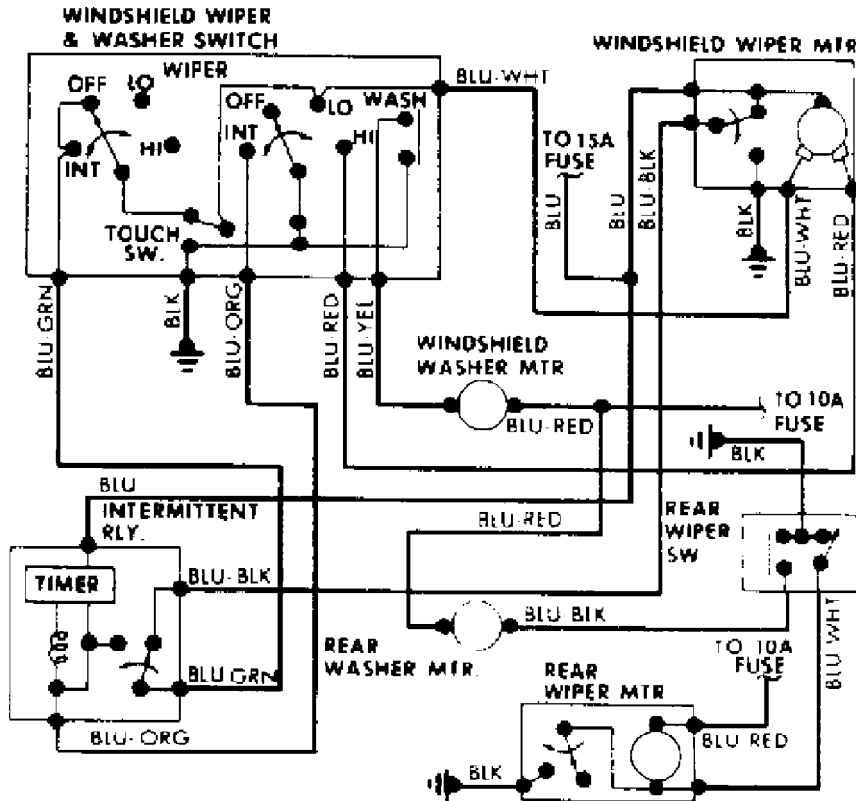 WINDSHIELD WIPER
& WASHER SWITCH
WIPER
OFF
LO
HI
INT
OFF
INT
LO
HI
WASH
TOUCH
SW.
BLU-WHT
WINDSHIELD WIPER MTR
TO 15A
FUSE
BLU
BLU
BLU-BLK
BLK
BLU-WHT
BLU-RED
BLU-GRN
BLK
BLU-ORG
BLU-RED
BLU-YEL
WINDSHIELD
WASHER MTR
BLU-RED
TO 10A
FUSE
BLK
BLU
INTERMITTENT
RLY.
BLU-RED
REAR
WIPER
SW
TIMER
BLU-BLK
BLU-BLK
BLU GRN
REAR
WASHER MTR.
TO 10A
FUSE
BLU WHT
REAR
WIPER MTR
BLU-ORG
BLU RED
BLK